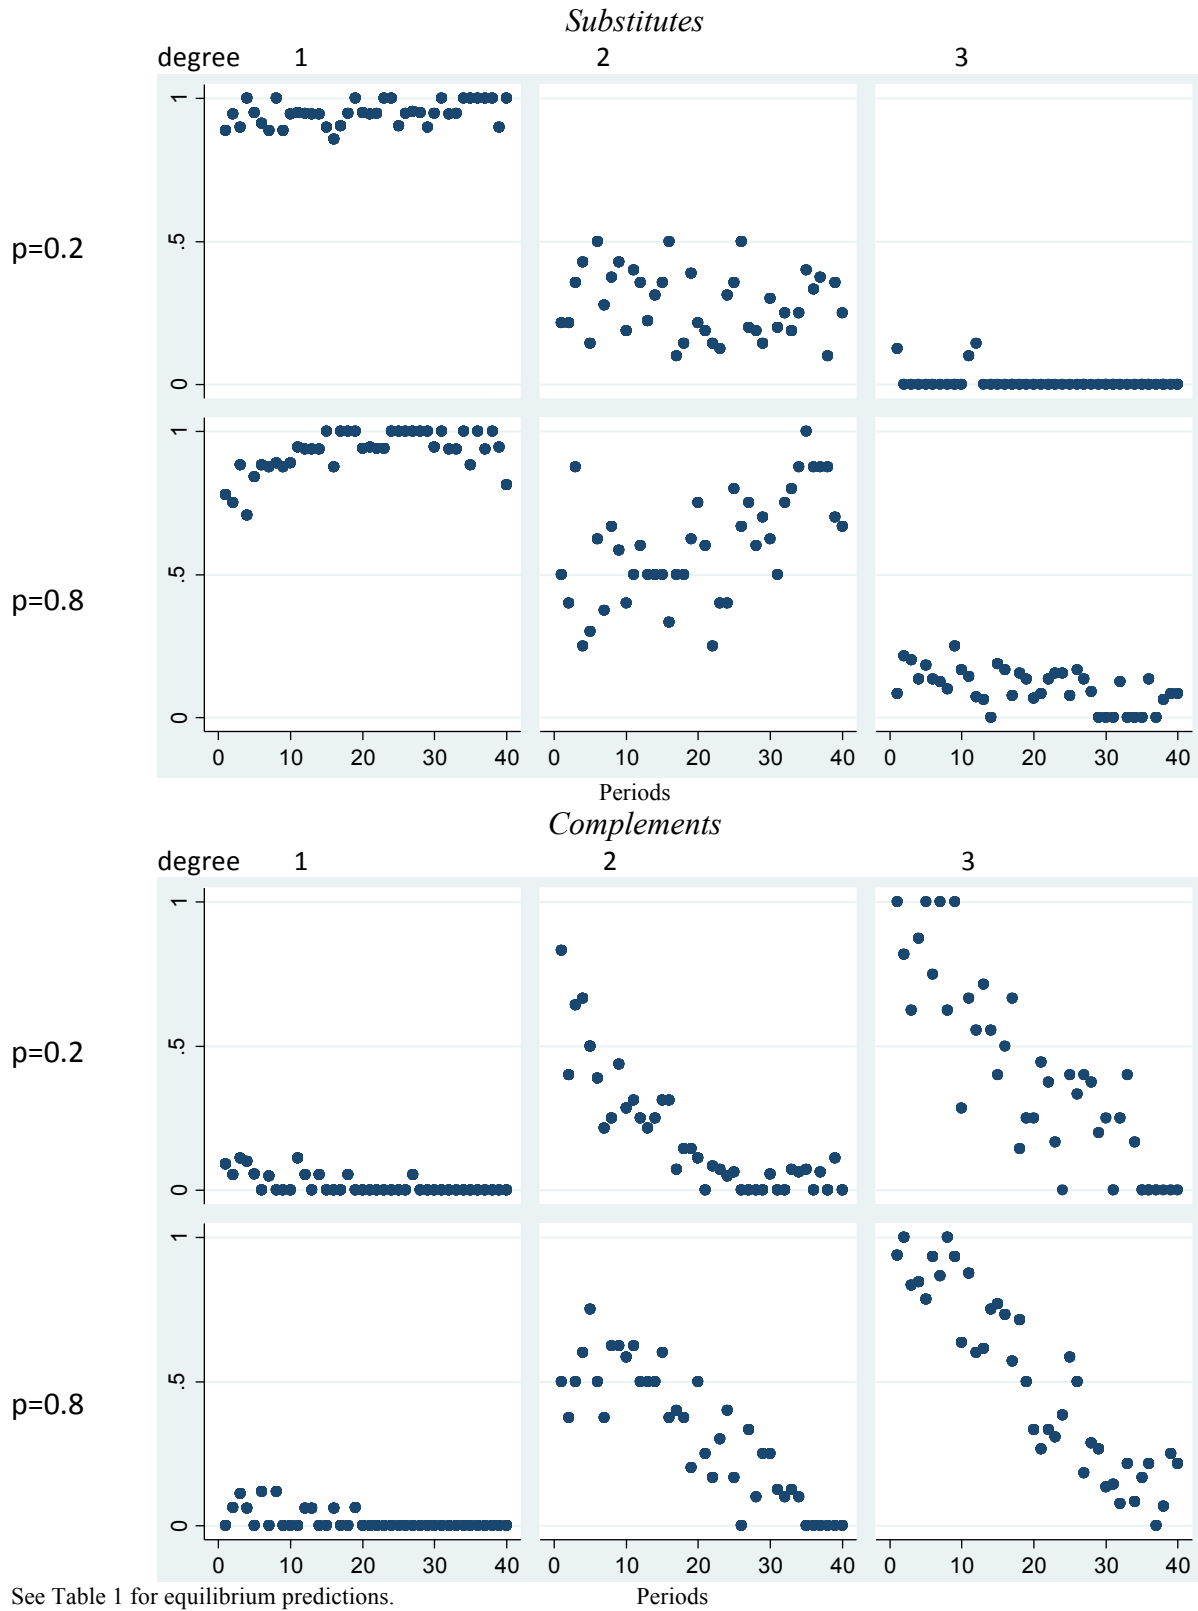 Substitutes
degree 1 2 3
1
.5
0
p=0.2
1
.5
0
p=0.8
0 10 20 30 40 0 10 20 30 40 0 10 20 30 40
Periods
Complements
degree 1 2 3
1
.5
0
p=0.2
1
.5
0
p=0.8
0 10 20 30 40 0 10 20 30 40 0 10 20 30 40
See Table 1 for equilibrium predictions. Periods